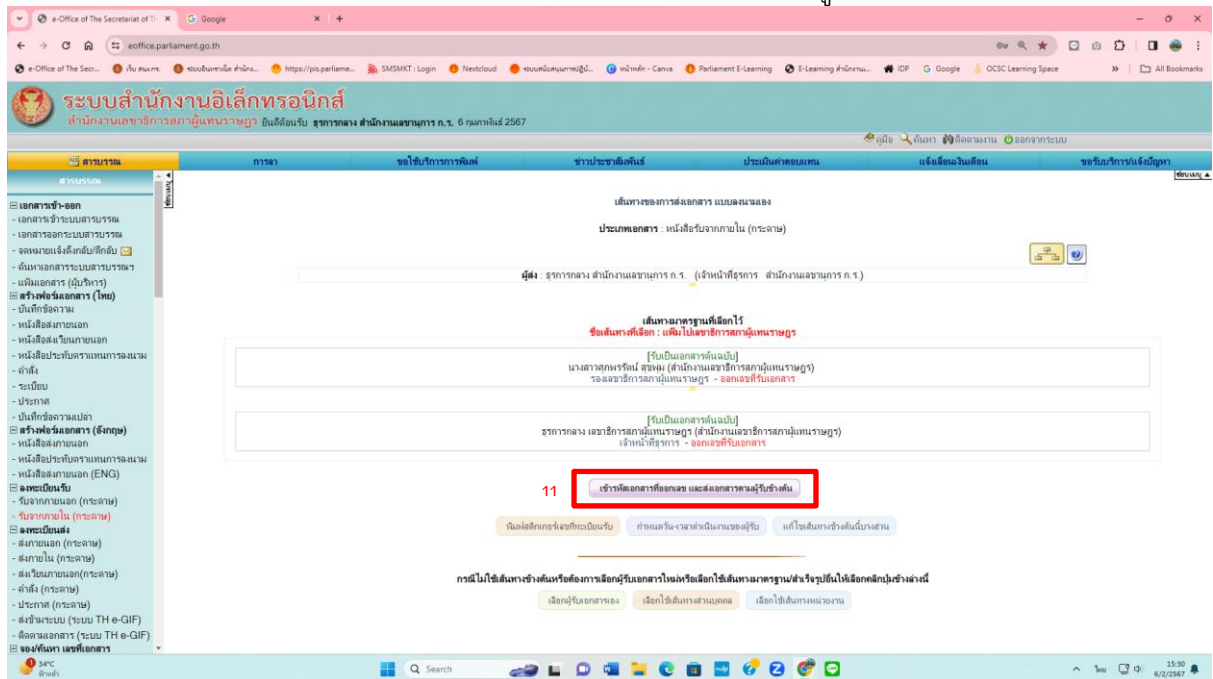 e-Office of The Secretariat of Th
Google
eoffice.parliament.go.th
e-Office of The Secr...
https://pis.parliame...
SMSMKT : Login
Nextcloud
หน้าหลัก - Canva
Parliament E-Learning
IDP
Google
OCSC Learning Space
All Bookmarks
ระบบสำนักงานอิเล็กทรอนิกส์
สำนักงานเลขาธิการสภาผู้แทนราษฎร ยินดีต้อนรับ ธุรการกลาง สำนักงานเลขานุการ ก.ร. 6 กุมภาพันธ์ 2567
คู่มือ ค้นหา ติดตามงาน ออกจากระบบ
สารบรรณ
การลา
ขอใช้บริการการพิมพ์
ข่าวประชาสัมพันธ์
ประเมินค่าตอบแทน
แจ้งเลื่อนเงินเดือน
ขอรับบริการ/แจ้งปัญหา
ซ่อนเมนู
สารบรรณ
เอกสารเข้า-ออก
- เอกสารเข้าระบบสารบรรณ
- เอกสารออกระบบสารบรรณ
- จดหมายแจ้งดึงกลับ/ตีกลับ
- ค้นหาเอกสารระบบสารบรรณฯ
- แฟ้มเอกสาร (ผู้บริหาร)
สร้างฟอร์มเอกสาร (ไทย)
- บันทึกข้อความ
- หนังสือส่งภายนอก
- หนังสือส่งเวียนภายนอก
- หนังสือประทับตราแทนการลงนาม
- คำสั่ง
- ระเบียบ
- ประกาศ
- บันทึกข้อความเปล่า
สร้างฟอร์มเอกสาร (อังกฤษ)
- หนังสือส่งภายนอก
- หนังสือประทับตราแทนการลงนาม
- หนังสือส่งภายนอก (ENG)
ลงทะเบียนรับ
- รับจากภายนอก (กระดาษ)
- รับจากภายใน (กระดาษ)
ลงทะเบียนส่ง
- ส่งภายนอก (กระดาษ)
- ส่งภายใน (กระดาษ)
- ส่งเวียนภายนอก(กระดาษ)
- คำสั่ง (กระดาษ)
- ประกาศ (กระดาษ)
- ส่งข้ามระบบ (ระบบ TH e-GIF)
- ติดตามเอกสาร (ระบบ TH e-GIF)
จอง/ค้นหา เลขที่เอกสาร
เส้นทางของการส่งเอกสาร แบบลงนามเอง
ประเภทเอกสาร : หนังสือรับจากภายใน (กระดาษ)
ผู้ส่ง : ธุรการกลาง สำนักงานเลขานุการ ก.ร. (เจ้าหน้าที่ธุรการ สำนักงานเลขานุการ ก.ร.)
เส้นทางมาตรฐานที่เลือกไว้
ชื่อเส้นทางที่เลือก : แฟ้มไปเลขาธิการสภาผู้แทนราษฎร
[รับเป็นเอกสารต้นฉบับ]
นางสาวสุภพรรัตน์ สุขพุ่ม (สำนักงานเลขาธิการสภาผู้แทนราษฎร)
รองเลขาธิการสภาผู้แทนราษฎร - ออกเลขที่รับเอกสาร
[รับเป็นเอกสารต้นฉบับ]
ธุรการกลาง เลขาธิการสภาผู้แทนราษฎร (สำนักงานเลขาธิการสภาผู้แทนราษฎร)
เจ้าหน้าที่ธุรการ - ออกเลขที่รับเอกสาร
11
เข้ารหัสเอกสารที่ออกเลข และส่งเอกสารตามผู้รับข้างต้น
พิมพ์สติกเกอร์เลขที่ทะเบียนรับ
กำหนดวัน-เวลาดำเนินงานของผู้รับ
แก้ไขเส้นทางข้างต้นนี้บางส่วน
กรณีไม่ใช้เส้นทางข้างต้นหรือต้องการเลือกผู้รับเอกสารใหม่หรือเลือกใช้เส้นทางมาตรฐาน/สำเร็จรูปอื่นให้เลือกคลิกปุ่มข้างล่างนี้
เลือกผู้รับเอกสารเอง
เลือกใช้เส้นทางส่วนบุคคล
เลือกใช้เส้นทางหน่วยงาน
34°C
Search
ไทย
15:30
6/2/2567